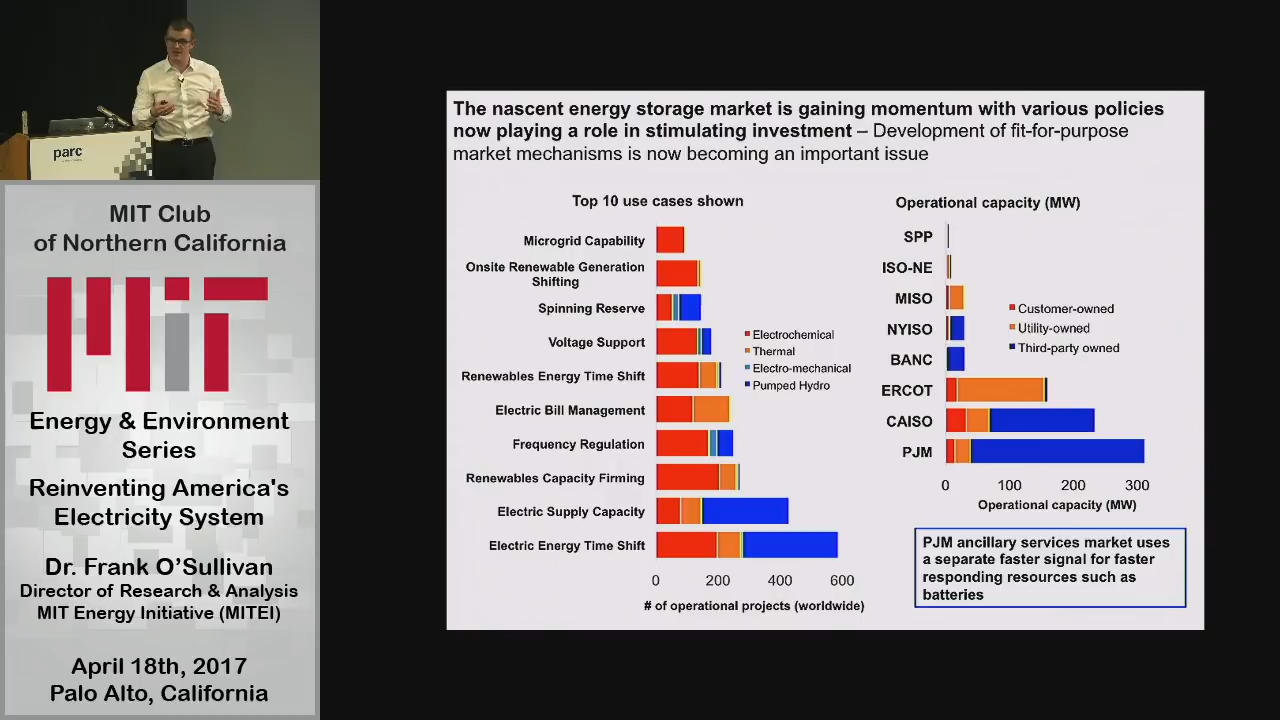 parc
MIT Club
of Northern California
MIT
Energy & Environment
Series
Reinventing America's
Electricity System
Dr. Frank O'Sullivan
Director of Research & Analysis
MIT Energy Initiative (MITEI)
April 18th, 2017
Palo Alto, California
The nascent energy storage market is gaining momentum with various policies
now playing a role in stimulating investment – Development of fit-for-purpose
market mechanisms is now becoming an important issue
Top 10 use cases shown
Microgrid Capability
Onsite Renewable Generation
Shifting
Spinning Reserve
Voltage Support
Renewables Energy Time Shift
Electric Bill Management
Frequency Regulation
Renewables Capacity Firming
Electric Supply Capacity
Electric Energy Time Shift
Electrochemical
Thermal
Electro-mechanical
Pumped Hydro
0 200 400 600
# of operational projects (worldwide)
Operational capacity (MW)
SPP
ISO-NE
MISO
NYISO
BANC
ERCOT
CAISO
PJM
Customer-owned
Utility-owned
Third-party owned
0 100 200 300
Operational capacity (MW)
PJM ancillary services market uses
a separate faster signal for faster
responding resources such as
batteries